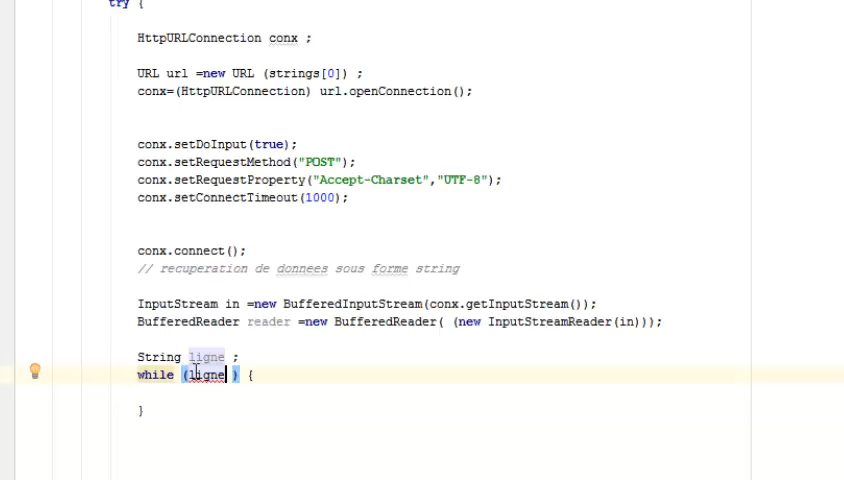 try {
HttpURLConnection conx ;
URL url =new URL (strings[0]) ;
conx=(HttpURLConnection) url.openConnection();
conx.setDoInput(true);
conx.setRequestMethod("POST");
conx.setRequestProperty("Accept-Charset","UTF-8");
conx.setConnectTimeout(1000);
conx.connect();
// recuperation de donnees sous forme string
InputStream in =new BufferedInputStream(conx.getInputStream());
BufferedReader reader =new BufferedReader( (new InputStreamReader(in)));
String ligne ;
while (ligne ) {
}